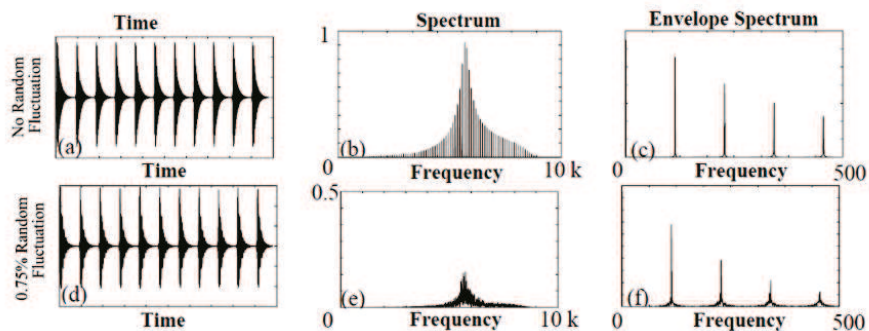 Time
Spectrum
Envelope Spectrum
No Random
Fluctuation
(a)
1
(b)
(c)
0
10 k
0
500
Time
Frequency
Frequency
0.75% Random
Fluctuation
(d)
0.5
(e)
(f)
0
10 k
0
500
Time
Frequency
Frequency